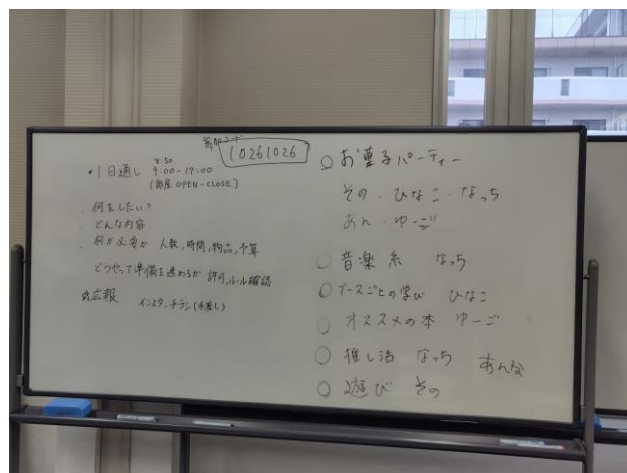 参加コード
10261026
8:50
・1日通し 9:00-17:00
(部屋 OPEN-CLOSE)
・何をしたい?
・どんな内容
・何が必要か 人数,時間,物品,予算
どうやって準備を進めるか 許可,ルール確認
☆広報
インスタ,チラシ(手渡し)
○お菓子パーティー
その・ひなこ・なっち
あん・ゆーご
○音楽系 なっち
○ブースごとの学び ひなこ
オススメの本 ゆーご
○推し活 なっち あんな
○遊び その